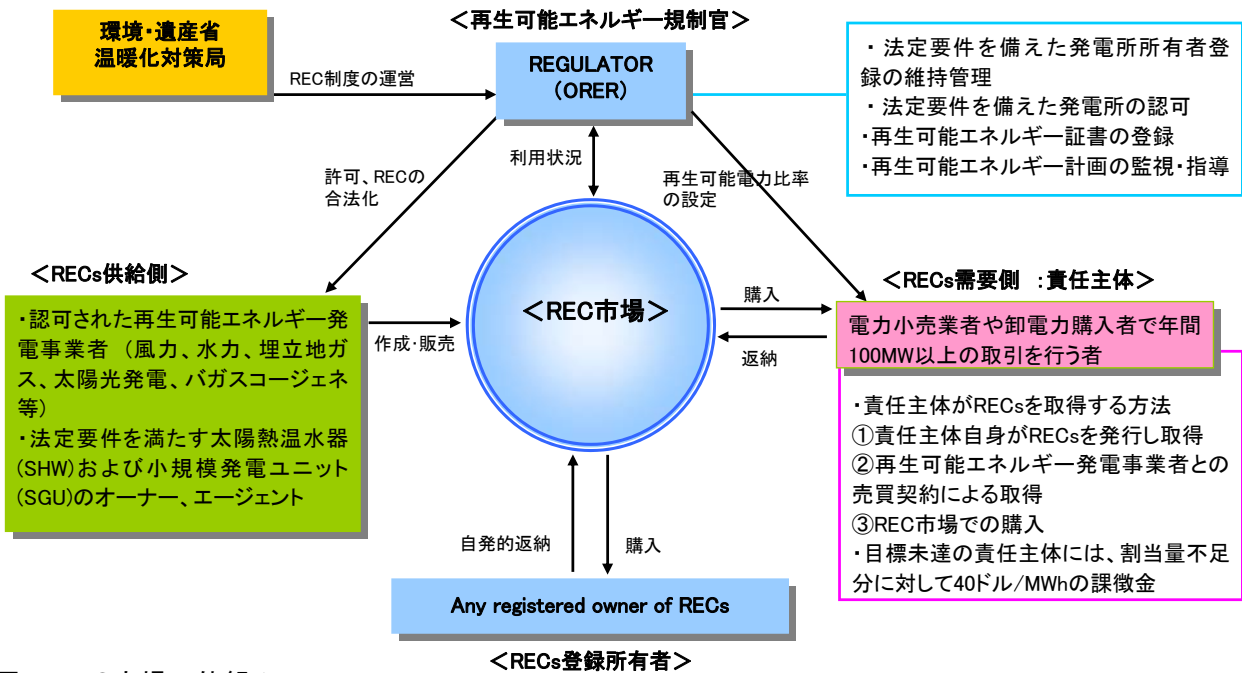 ＜再生可能エネルギー規制官＞
環境・遺産省
温暖化対策局
REC制度の運営
REGULATOR
(ORER)
・ 法定要件を備えた発電所所有者登
録の維持管理
・ 法定要件を備えた発電所の認可
・再生可能エネルギー証書の登録
・再生可能エネルギー計画の監視・指導
許可、RECの
合法化
利用状況
再生可能電力比率
の設定
＜RECs供給側＞
・認可された再生可能エネルギー発
電事業者 （風力、水力、埋立地ガ
ス、太陽光発電、バガスコージェネ
等）
・法定要件を満たす太陽熱温水器
(SHW)および小規模発電ユニット
(SGU)のオーナー、エージェント
作成・販売
＜REC市場＞
購入
返納
＜RECs需要側 ：責任主体＞
電力小売業者や卸電力購入者で年間
100MW以上の取引を行う者
・責任主体がRECsを取得する方法
①責任主体自身がRECsを発行し取得
②再生可能エネルギー発電事業者との
売買契約による取得
③REC市場での購入
・目標未達の責任主体には、割当量不足
分に対して40ドル/MWhの課徴金
自発的返納
購入
Any registered owner of RECs
＜RECs登録所有者＞